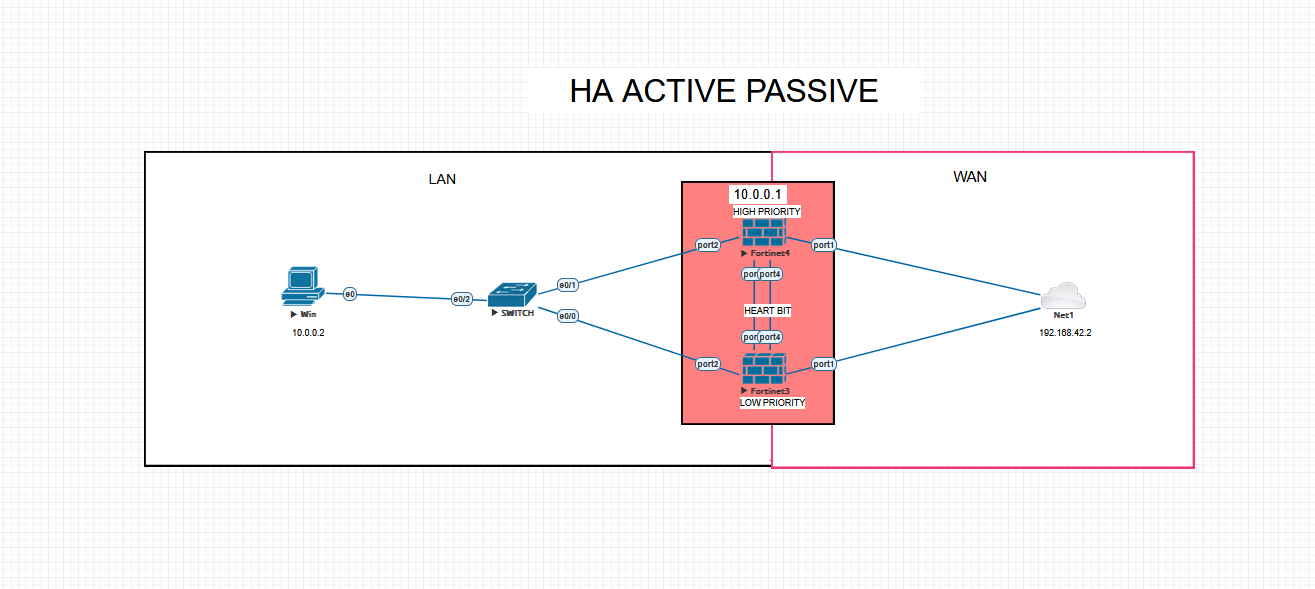 HA ACTIVE PASSIVE
LAN
WAN
10.0.0.1
HIGH PRIORITY
port2
port1
Fortinet4
port4
e0/1
e0
e0/2
Win
SWITCH
10.0.0.2
e0/0
HEART BIT
Net1
192.168.42.2
port4
port2
port1
Fortinet3
LOW PRIORITY